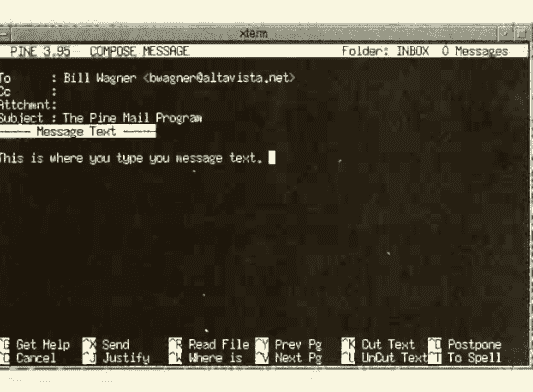 xterm
PINE 3.95 COMPOSE MESSAGE Folder: INBOX 0 Messages
To : Bill Wagner <bwagner@altavista.net>
Cc :
Attchmnt:
Subject : The Pine Mail Program
----- Message Text -----
This is where you type you message text.
^G Get Help ^X Send ^R Read File ^Y Prev Pg ^K Cut Text ^O Postpone
^C Cancel ^J Justify ^W Where is ^V Next Pg ^U UnCut Text ^T To Spell